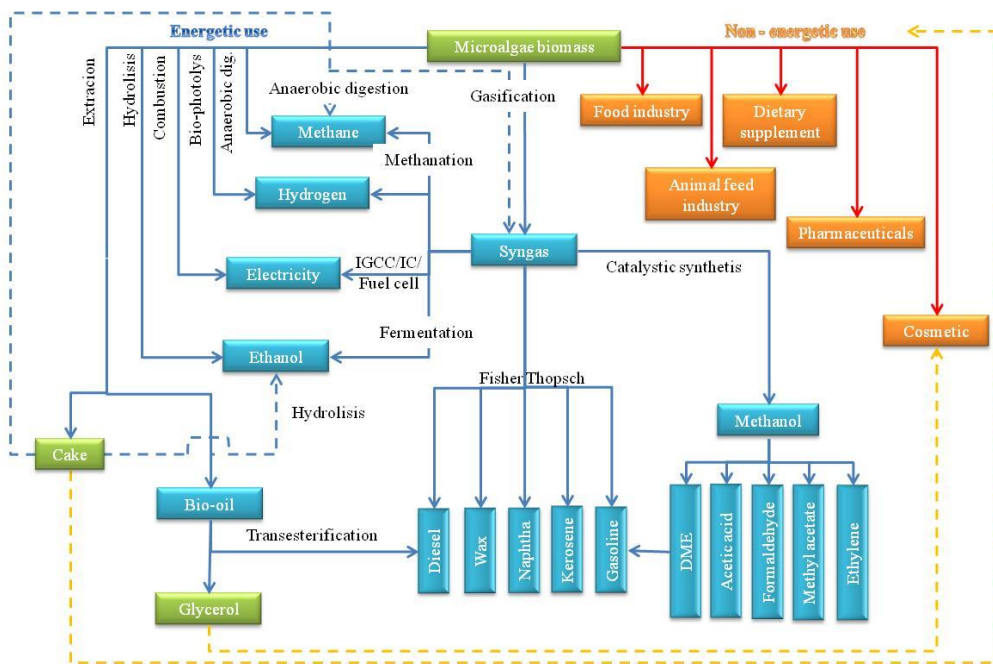 Energetic use
Microalgae biomass
Non - energetic use
Extracion
Hydrolisis
Combustion
Bio-photolys
Anaerobic dig.
Anaerobic digestion
Gasification
Methane
Food industry
Dietary
supplement
Methanation
Hydrogen
Animal feed
industry
Pharmaceuticals
Syngas
Electricity
IGCC/IC/
Fuel cell
Catalystic synthetis
Fermentation
Cosmetic
Ethanol
Fisher Thopsch
Hydrolisis
Methanol
Cake
Bio-oil
Transesterification
Diesel
Wax
Naphtha
Kerosene
Gasoline
DME
Acetic acid
Formaldehyde
Methyl acetate
Ethylene
Glycerol